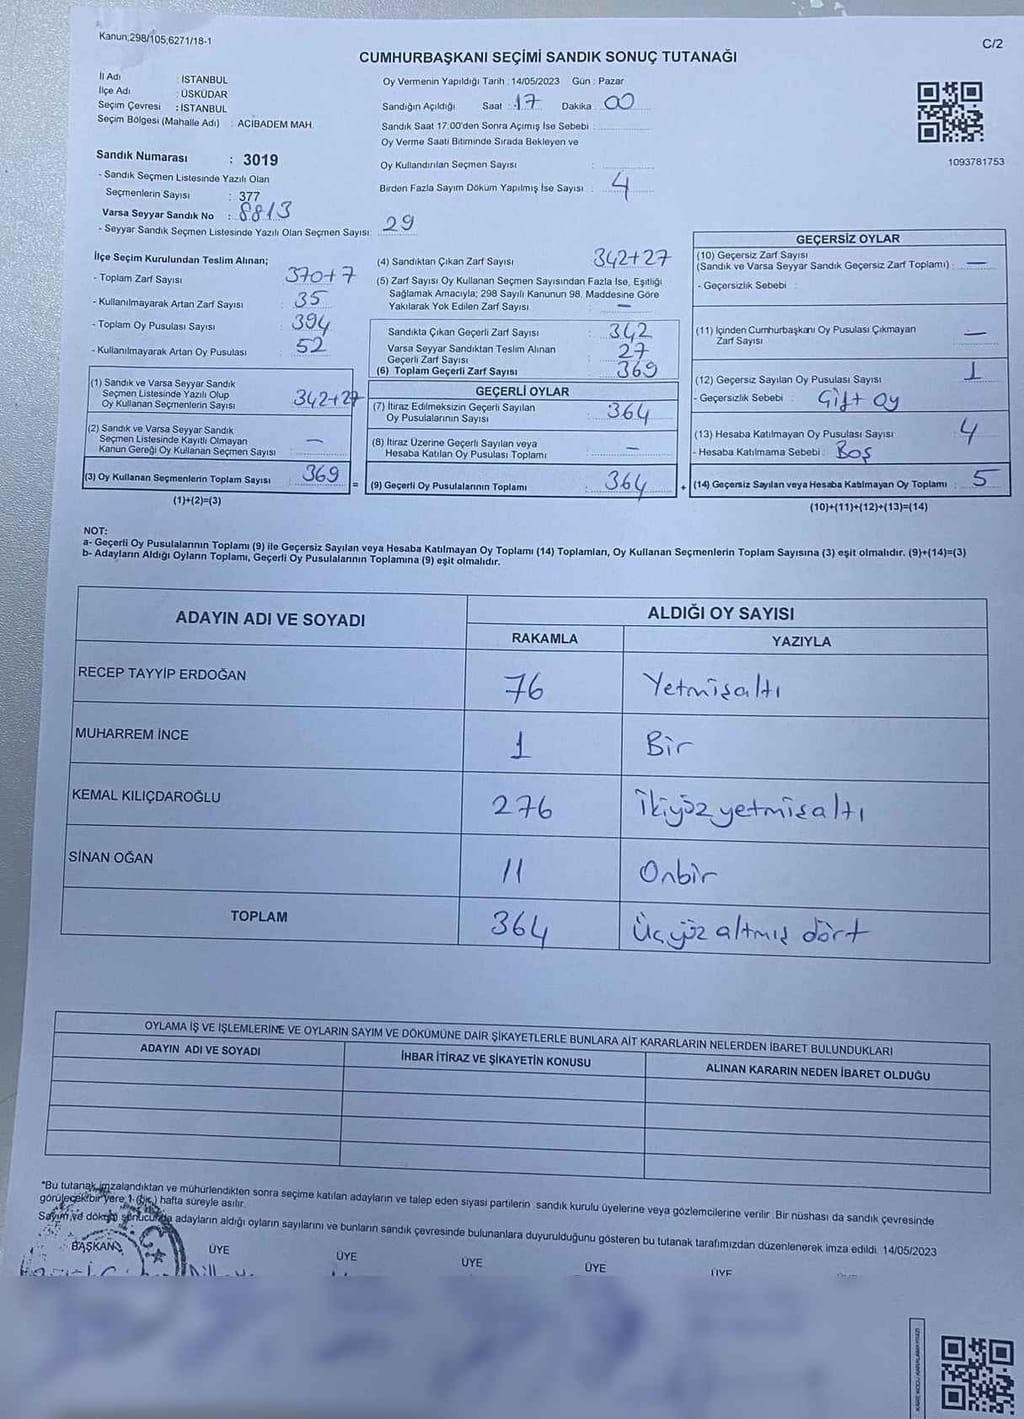 Kanun,298/105,6271/18-1
C/2
CUMHURBAŞKANI SEÇİMİ SANDIK SONUÇ TUTANAĞI
İl Adı : İSTANBUL
İlçe Adı : ÜSKÜDAR
Seçim Çevresi : İSTANBUL
Seçim Bölgesi (Mahalle Adı) : ACIBADEM MAH.
Sandık Numarası : 3019
- Sandık Seçmen Listesinde Yazılı Olan
Seçmenlerin Sayısı : 377
Varsa Seyyar Sandık No : 8813
- Seyyar Sandık Seçmen Listesinde Yazılı Olan Seçmen Sayısı: 29
Oy Vermenin Yapıldığı Tarih : 14/05/2023 Gün : Pazar
Sandığın Açıldığı Saat : 17 Dakika : 00
Sandık Saat 17:00'den Sonra Açımış İse Sebebi :
Oy Verme Saati Bitiminde Sırada Bekleyen ve
Oy Kullandırılan Seçmen Sayısı :
Birden Fazla Sayım Döküm Yapılmış İse Sayısı : 4
1093781753
İlçe Seçim Kurulundan Teslim Alınan;
- Toplam Zarf Sayısı : 370+7
- Kullanılmayarak Artan Zarf Sayısı : 35
- Toplam Oy Pusulası Sayısı : 394
- Kullanılmayarak Artan Oy Pusulası : 52
(1) Sandık ve Varsa Seyyar Sandık
Seçmen Listesinde Yazılı Olup
Oy Kullanan Seçmenlerin Sayısı : 342+27
(2) Sandık ve Varsa Seyyar Sandık
Seçmen Listesinde Kayıtlı Olmayan
Kanun Gereği Oy Kullanan Seçmen Sayısı : —
(3) Oy Kullanan Seçmenlerin Toplam Sayısı : 369
(1)+(2)=(3)
(4) Sandıktan Çıkan Zarf Sayısı : 342+27
(5) Zarf Sayısı Oy Kullanan Seçmen Sayısından Fazla İse, Eşitliği
Sağlamak Amacıyla; 298 Sayılı Kanunun 98. Maddesine Göre
Yakılarak Yok Edilen Zarf Sayısı : —
Sandıkta Çıkan Geçerli Zarf Sayısı : 342
Varsa Seyyar Sandıktan Teslim Alınan
Geçerli Zarf Sayısı : 27
(6) Toplam Geçerli Zarf Sayısı : 369
GEÇERLİ OYLAR
(7) İtiraz Edilmeksizin Geçerli Sayılan
Oy Pusulalarının Sayısı : 364
(8) İtiraz Üzerine Geçerli Sayılan veya
Hesaba Katılan Oy Pusulası Toplamı : —
= (9) Geçerli Oy Pusulalarının Toplamı : 364
GEÇERSİZ OYLAR
(10) Geçersiz Zarf Sayısı
(Sandık ve Varsa Seyyar Sandık Geçersiz Zarf Toplamı) : —
- Geçersizlik Sebebi :
(11) İçinden Cumhurbaşkanı Oy Pusulası Çıkmayan
Zarf Sayısı : —
(12) Geçersiz Sayılan Oy Pusulası Sayısı : 1
- Geçersizlik Sebebi : Çift Oy
(13) Hesaba Katılmayan Oy Pusulası Sayısı : 4
- Hesaba Katılmama Sebebi : Boş
+ (14) Geçersiz Sayılan veya Hesaba Katılmayan Oy Toplamı : 5
(10)+(11)+(12)+(13)=(14)
NOT:
a- Geçerli Oy Pusulalarının Toplamı (9) ile Geçersiz Sayılan veya Hesaba Katılmayan Oy Toplamı (14) Toplamları, Oy Kullanan Seçmenlerin Toplam Sayısına (3) eşit olmalıdır. (9)+(14)=(3)
b- Adayların Aldığı Oyların Toplamı, Geçerli Oy Pusulalarının Toplamına (9) eşit olmalıdır.
ADAYIN ADI VE SOYADI
ALDIĞI OY SAYISI
RAKAMLA YAZIYLA
RECEP TAYYİP ERDOĞAN 76 Yetmişaltı
MUHARREM İNCE 1 Bir
KEMAL KILIÇDAROĞLU 276 İkiyüzyetmişaltı
SİNAN OĞAN 11 Onbir
TOPLAM 364 Üçyüz altmış dört
OYLAMA İŞ VE İŞLEMLERİNE VE OYLARIN SAYIM VE DÖKÜMÜNE DAİR ŞİKAYETLERLE BUNLARA AİT KARARLARIN NELERDEN İBARET BULUNDUKLARI
ADAYIN ADI VE SOYADI İHBAR İTİRAZ VE ŞİKAYETİN KONUSU ALINAN KARARIN NEDEN İBARET OLDUĞU
*Bu tutanak imzalandıktan ve mühürlendikten sonra seçime katılan adayların ve talep eden siyasi partilerin sandık kurulu üyelerine veya gözlemcilerine verilir. Bir nüshası da sandık çevresinde
görülecek bir yere 1 (bir) hafta süreyle asılır.
Sayım ve döküm sonucunda adayların aldığı oyların sayılarını ve bunların sandık çevresinde bulunanlara duyurulduğunu gösteren bu tutanak tarafımızdan düzenlenerek imza edildi. 14/05/2023
BAŞKAN ÜYE ÜYE ÜYE ÜYE ÜYE